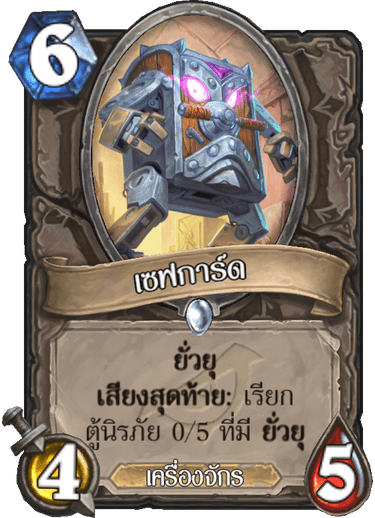 6
เซฟการ์ด
ยั่วยุ
เสียงสุดท้าย: เรียก
ตู้นิรภัย 0/5 ที่มี ยั่วยุ
4
เครื่องจักร
5